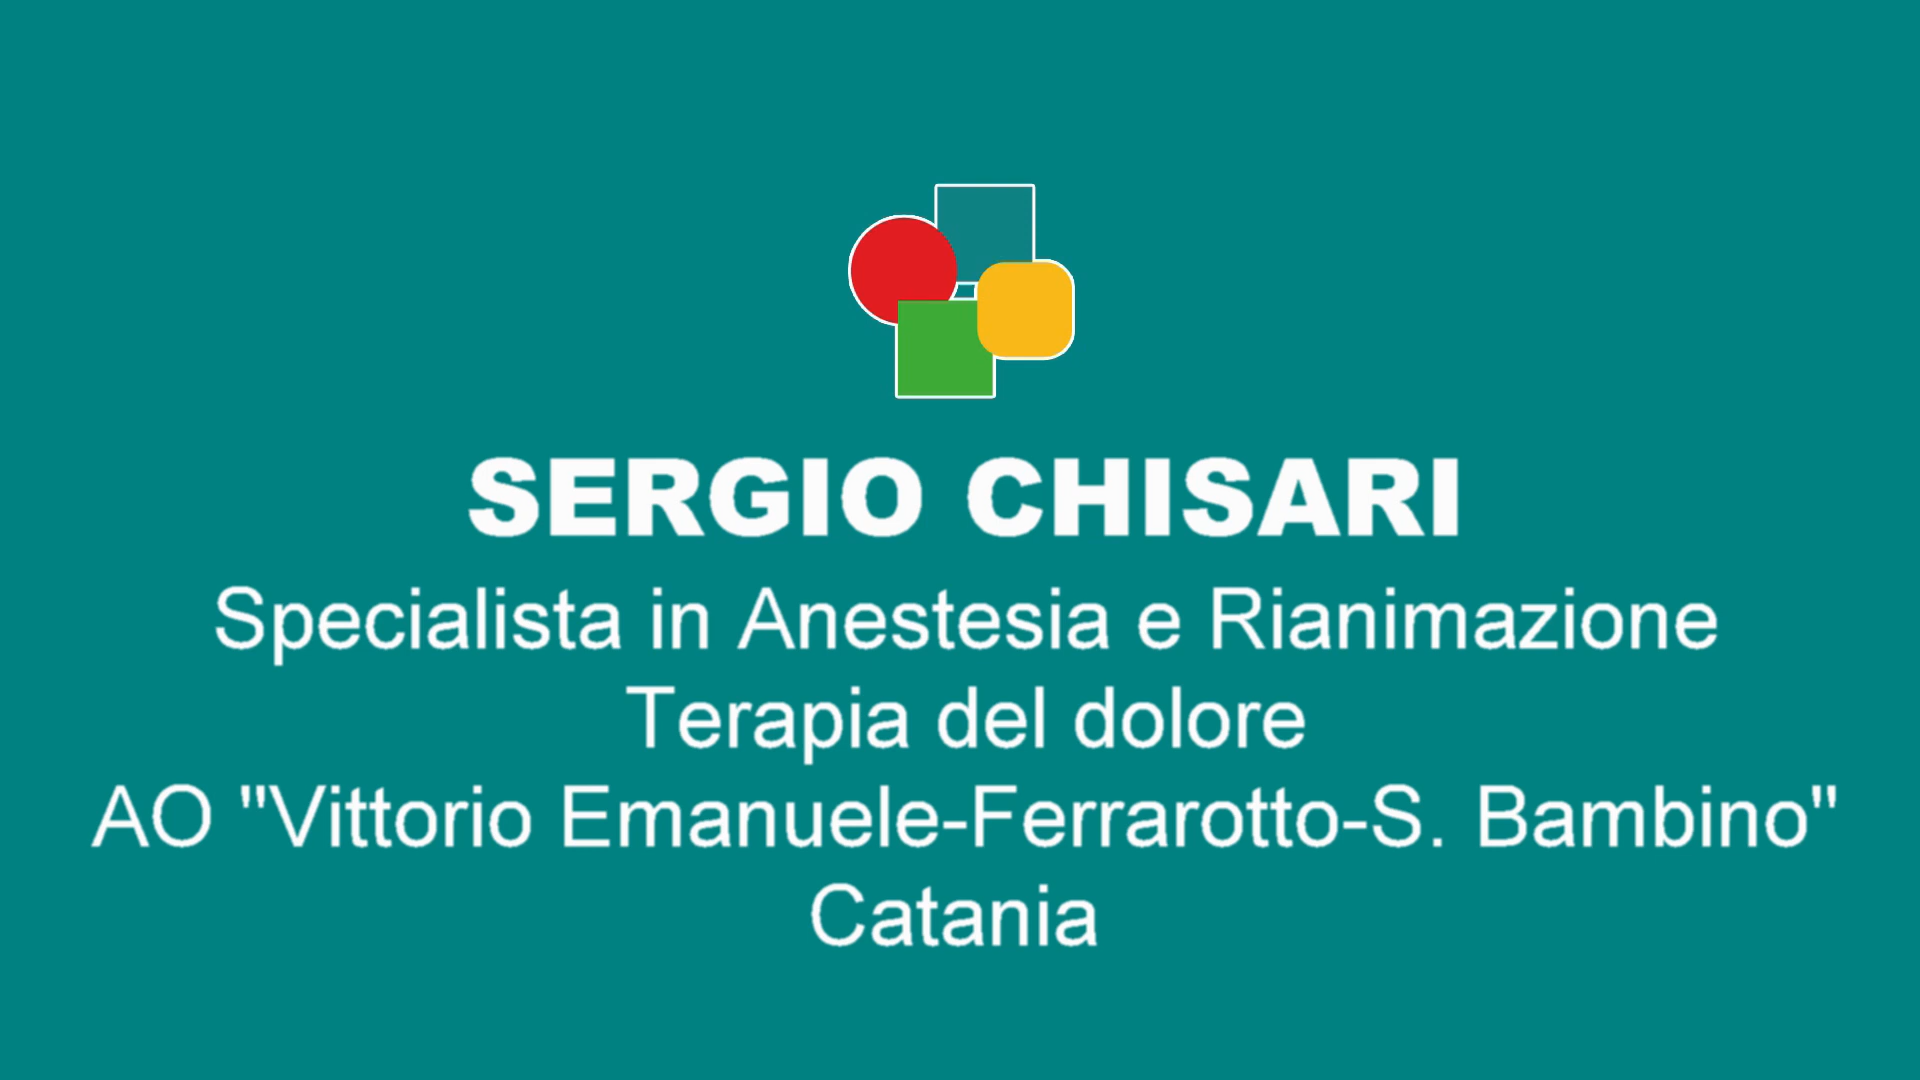 SERGIO CHISARI
Specialista in Anestesia e Rianimazione
Terapia del dolore
AO "Vittorio Emanuele-Ferrarotto-S. Bambino"
Catania